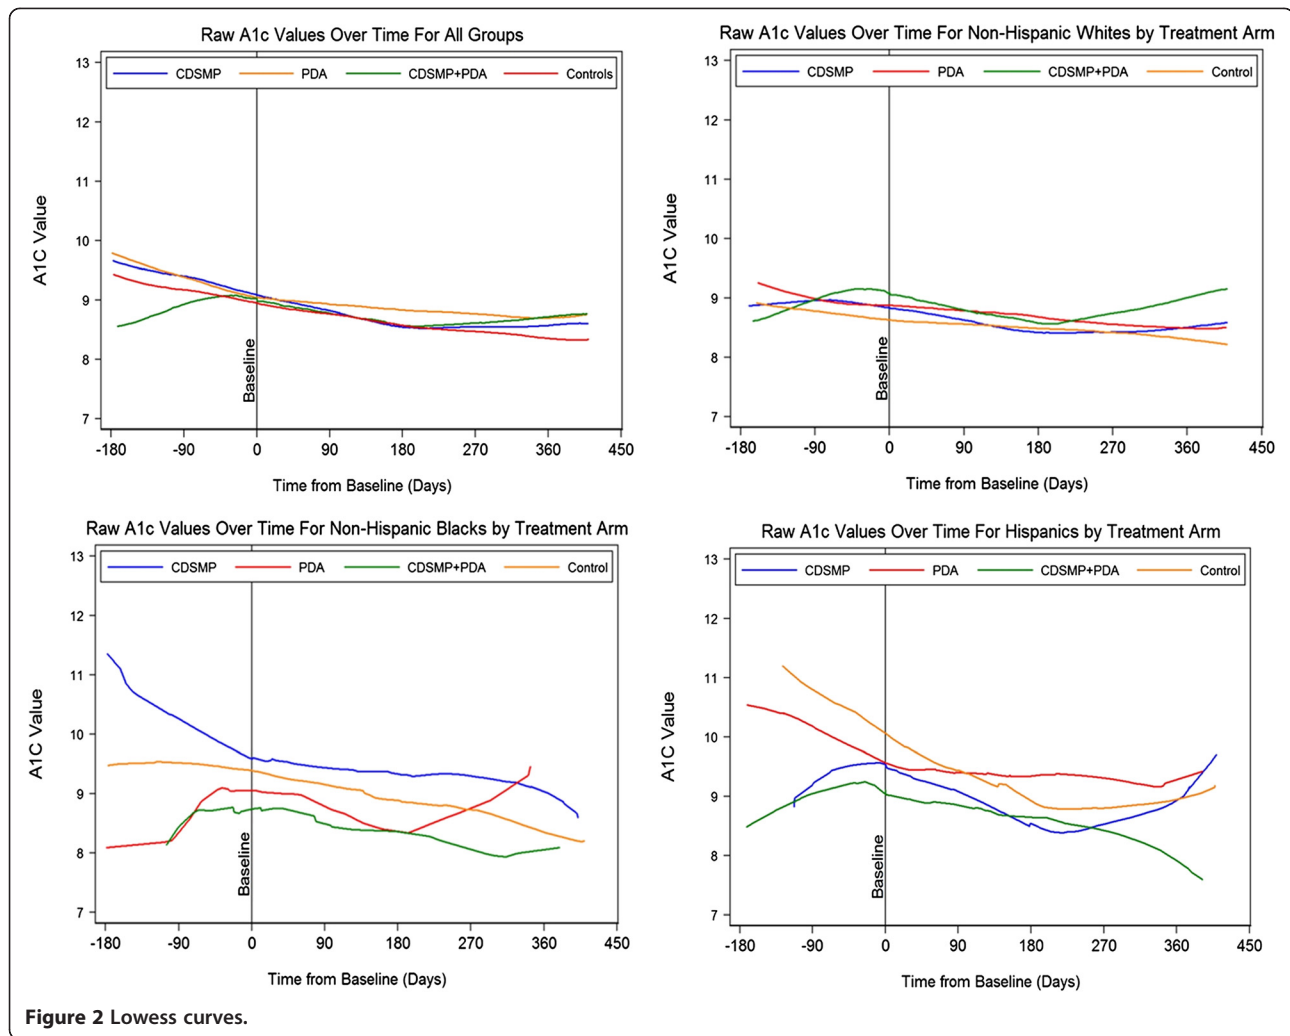 Raw A1c Values Over Time For All Groups
CDSMP PDA CDSMP+PDA Controls
A1C Value
13
12
11
10
9
8
7
Baseline
-180 -90 0 90 180 270 360 450
Time from Baseline (Days)
Raw A1c Values Over Time For Non-Hispanic Whites by Treatment Arm
CDSMP PDA CDSMP+PDA Control
A1C Value
13
12
11
10
9
8
7
Baseline
-180 -90 0 90 180 270 360 450
Time from Baseline (Days)
Raw A1c Values Over Time For Non-Hispanic Blacks by Treatment Arm
CDSMP PDA CDSMP+PDA Control
A1C Value
13
12
11
10
9
8
7
Baseline
-180 -90 0 90 180 270 360 450
Time from Baseline (Days)
Raw A1c Values Over Time For Hispanics by Treatment Arm
CDSMP PDA CDSMP+PDA Control
A1C Value
13
12
11
10
9
8
7
Baseline
-180 -90 0 90 180 270 360 450
Time from Baseline (Days)
Figure 2 Lowess curves.